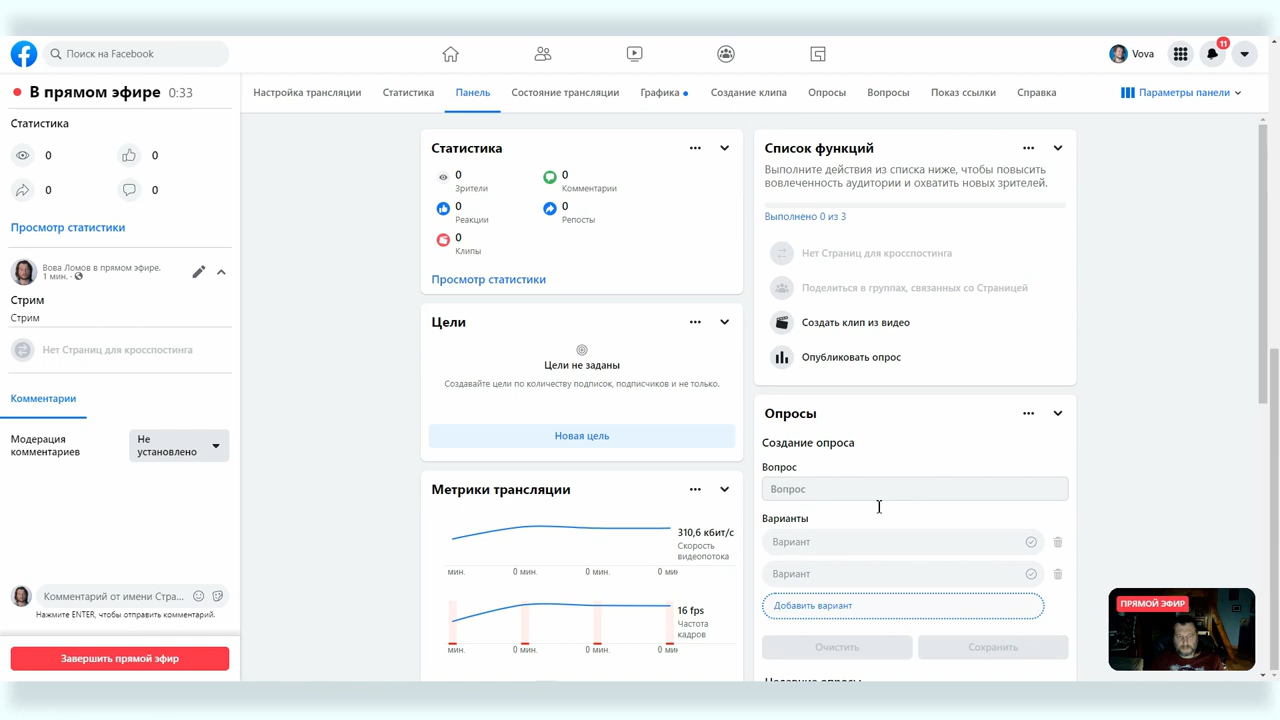 Поиск на Facebook
Vova
11
В прямом эфире 0:33
Настройка трансляции
Статистика
Панель
Состояние трансляции
Графика
Создание клипа
Опросы
Вопросы
Показ ссылки
Справка
Параметры панели
Статистика
0
0
0
0
Просмотр статистики
Вова Ломов в прямом эфире.
1 мин. ·
Стрим
Стрим
Нет Страниц для кросспостинга
Комментарии
Модерация
комментариев
Не
установлено
Комментарий от имени Стра...
Нажмите ENTER, чтобы отправить комментарий.
Завершить прямой эфир
Статистика
0
Зрители
0
Комментарии
0
Реакции
0
Репосты
0
Клипы
Просмотр статистики
Цели
Цели не заданы
Создавайте цели по количеству подписок, подписчиков и не только.
Новая цель
Метрики трансляции
310,6 кбит/с
Скорость
видеопотока
мин.
0 мин.
0 мин.
0 мин
16 fps
Частота
кадров
мин.
0 мин.
0 мин.
0 мин
Список функций
Выполните действия из списка ниже, чтобы повысить
вовлеченность аудитории и охватить новых зрителей.
Выполнено 0 из 3
Нет Страниц для кросспостинга
Поделиться в группах, связанных со Страницей
Создать клип из видео
Опубликовать опрос
Опросы
Создание опроса
Вопрос
Вопрос
Варианты
Вариант
Вариант
Добавить вариант
Очистить
Сохранить
ПРЯМОЙ ЭФИР